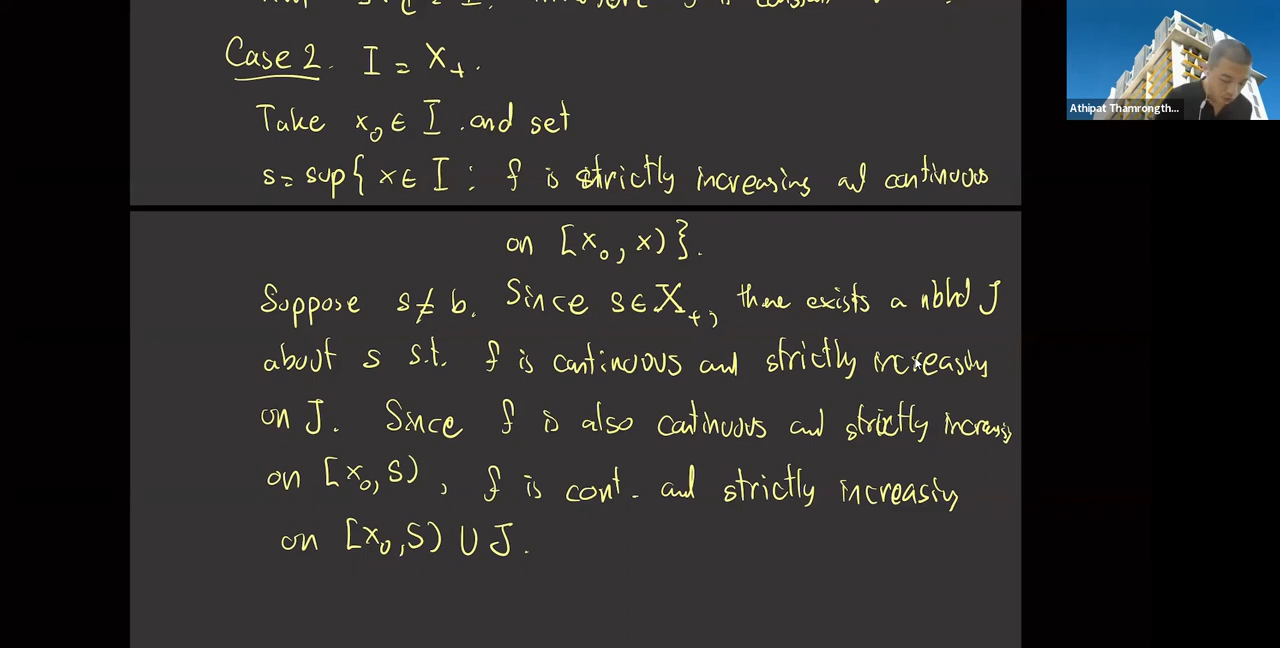 Case 2. I = X₊.
Take x₀ ∈ I and set
s = sup{ x ∈ I : f is strictly increasing and continuous
on [x₀, x) }.
Suppose s ≠ b. Since s ∈ X₊, there exists a nbhd J
about s s.t. f is continuous and strictly increasing
on J. Since f is also continuous and strictly increasing
on [x₀, s), f is cont. and strictly increasing
on [x₀, s) ∪ J.
Athipat Thamrongth...